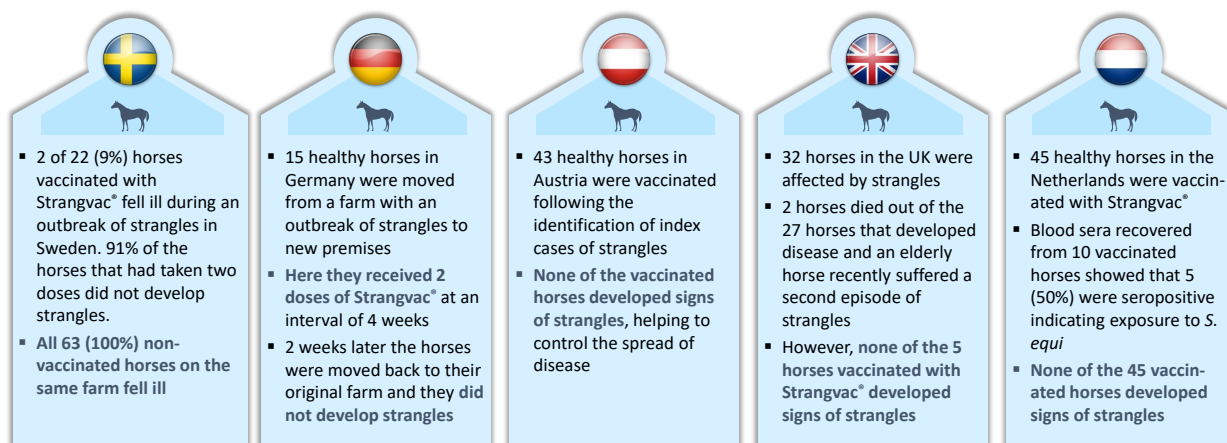 ▪ 2 of 22 (9%) horses
vaccinated with
Strangvac® fell ill during an
outbreak of strangles in
Sweden. 91% of the
horses that had taken two
doses did not develop
strangles.
▪ All 63 (100%) non-
vaccinated horses on the
same farm fell ill
▪ 15 healthy horses in
Germany were moved
from a farm with an
outbreak of strangles to
new premises
▪ Here they received 2
doses of Strangvac® at an
interval of 4 weeks
▪ 2 weeks later the horses
were moved back to their
original farm and they did
not develop strangles
▪ 43 healthy horses in
Austria were vaccinated
following the
identification of index
cases of strangles
▪ None of the vaccinated
horses developed signs
of strangles, helping to
control the spread of
disease
▪ 32 horses in the UK were
affected by strangles
▪ 2 horses died out of the
27 horses that developed
disease and an elderly
horse recently suffered a
second episode of
strangles
▪ However, none of the 5
horses vaccinated with
Strangvac® developed
signs of strangles
▪ 45 healthy horses in the
Netherlands were vaccin-
ated with Strangvac®
▪ Blood sera recovered
from 10 vaccinated
horses showed that 5
(50%) were seropositive
indicating exposure to S.
equi
▪ None of the 45 vaccin-
ated horses developed
signs of strangles